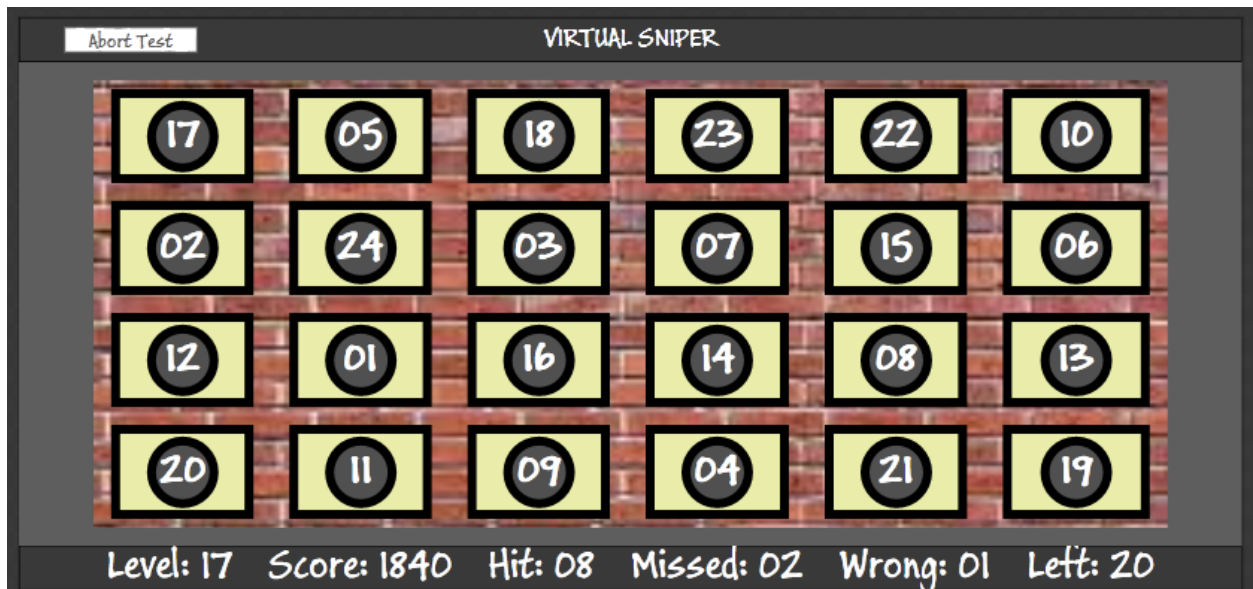 Abort Test VIRTUAL SNIPER
17 05 18 23 22 10
02 24 03 07 15 06
12 01 16 14 08 13
20 11 09 04 21 19
Level: 17 Score: 1840 Hit: 08 Missed: 02 Wrong: 01 Left: 20